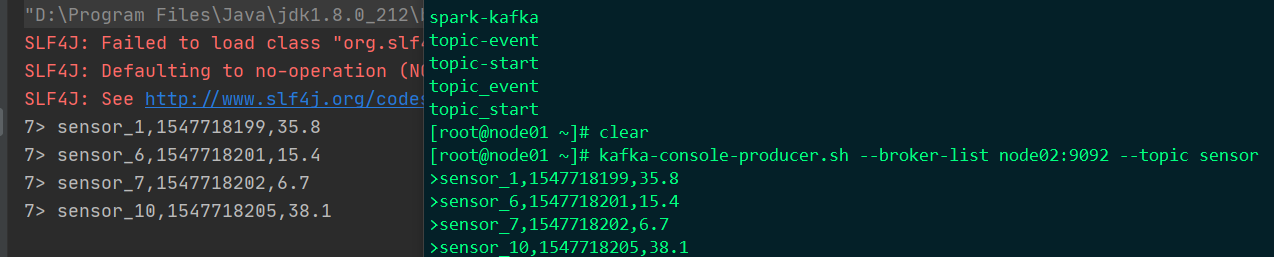 "D:\Program Files\Java\jdk1.8.0_212\
SLF4J: Failed to load class "org.slf4
SLF4J: Defaulting to no-operation (NO
SLF4J: See http://www.slf4j.org/codes
7> sensor_1,1547718199,35.8
7> sensor_6,1547718201,15.4
7> sensor_7,1547718202,6.7
7> sensor_10,1547718205,38.1
spark-kafka
topic-event
topic-start
topic_event
topic_start
[root@node01 ~]# clear
[root@node01 ~]# kafka-console-producer.sh --broker-list node02:9092 --topic sensor
>sensor_1,1547718199,35.8
>sensor_6,1547718201,15.4
>sensor_7,1547718202,6.7
>sensor_10,1547718205,38.1